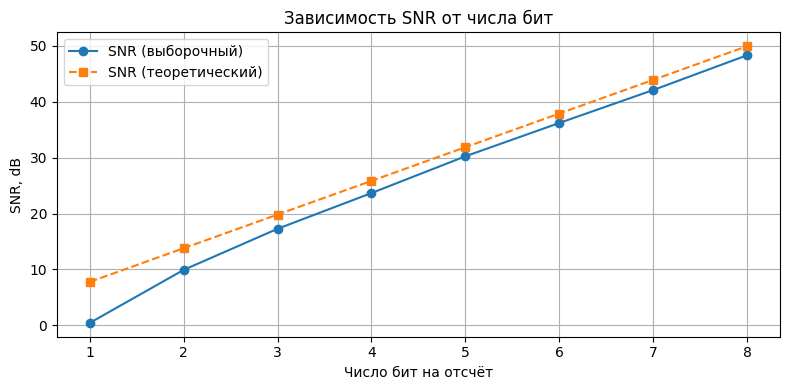 Зависимость SNR от числа бит
SNR (выборочный)
SNR (теоретический)
SNR, dB
50
40
30
20
10
0
1 2 3 4 5 6 7 8
Число бит на отсчёт